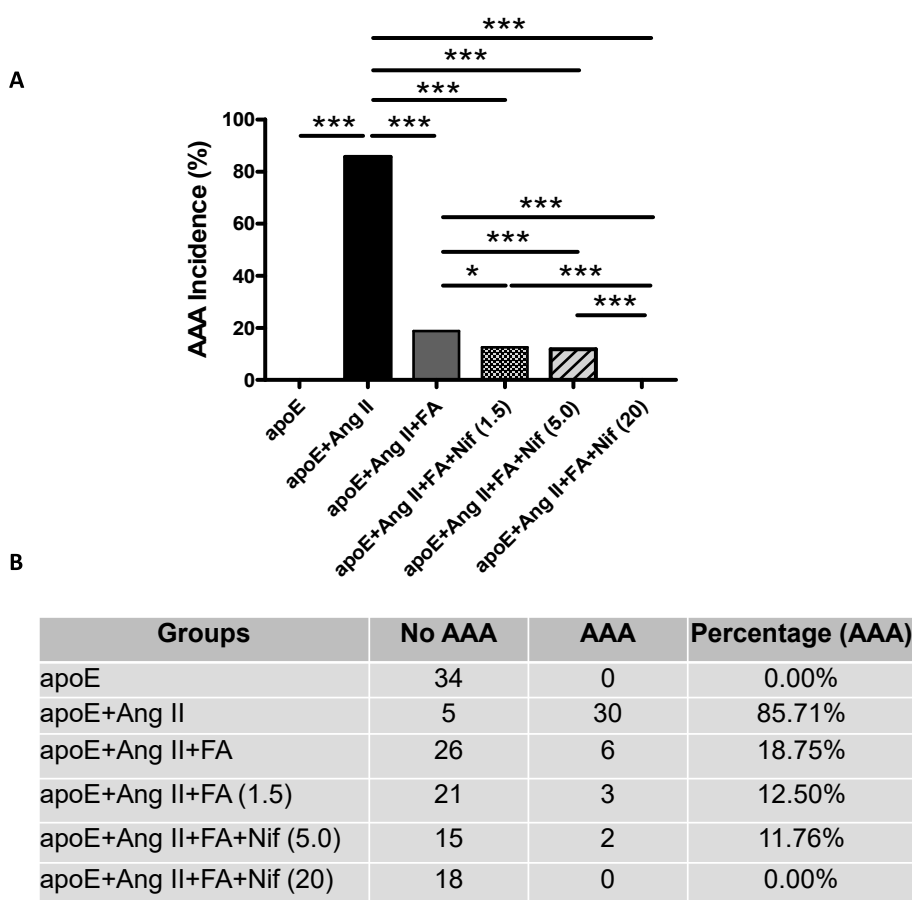 ***
***
A
***
100
***
***
80
60
***
***
40
*
***
***
20
0
AAA Incidence (%)
apoE
apoE+Ang II
apoE+Ang II+FA
apoE+Ang II+FA+Nif (1.5)
apoE+Ang II+FA+Nif (5.0)
apoE+Ang II+FA+Nif (20)
B
Groups No AAA AAA Percentage (AAA)
apoE 34 0 0.00%
apoE+Ang II 5 30 85.71%
apoE+Ang II+FA 26 6 18.75%
apoE+Ang II+FA (1.5) 21 3 12.50%
apoE+Ang II+FA+Nif (5.0) 15 2 11.76%
apoE+Ang II+FA+Nif (20) 18 0 0.00%